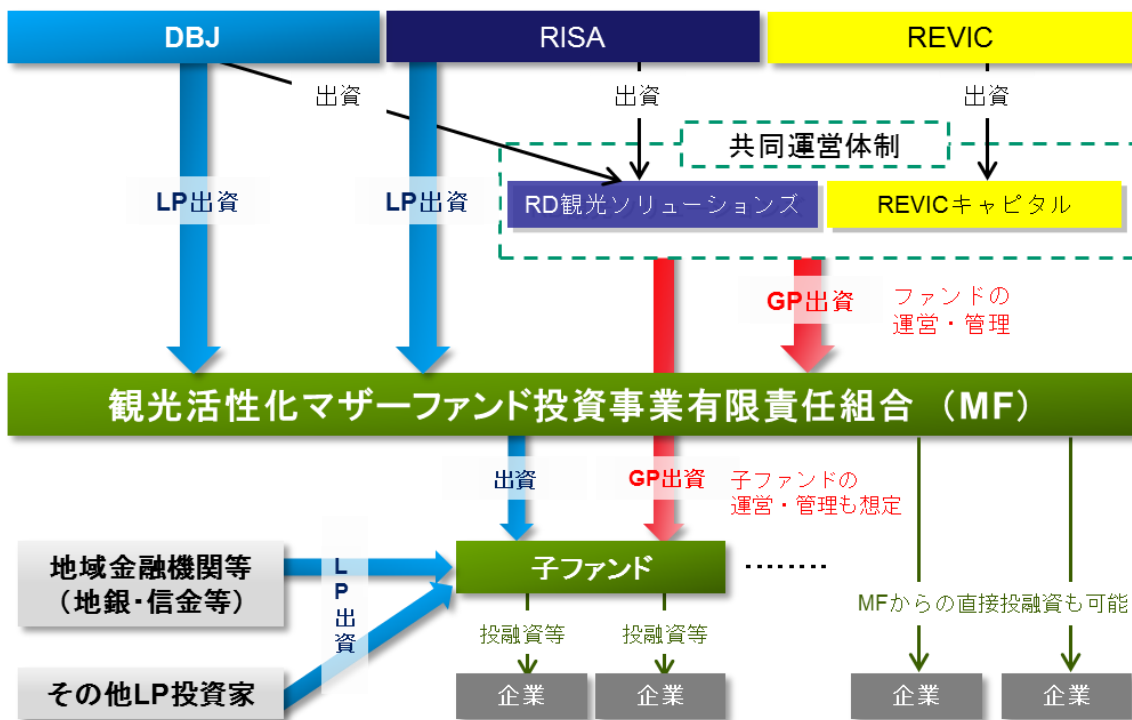 DBJ
RISA
REVIC
出資
出資
出資
共同運営体制
LP出資
LP出資
RD観光ソリューションズ
REVICキャピタル
GP出資
ファンドの
運営・管理
観光活性化マザーファンド投資事業有限責任組合 （MF）
出資
GP出資
子ファンドの
運営・管理も想定
地域金融機関等
（地銀・信金等）
LP出資
子ファンド
MFからの直接投融資も可能
投融資等
投融資等
その他LP投資家
企業
企業
企業
企業